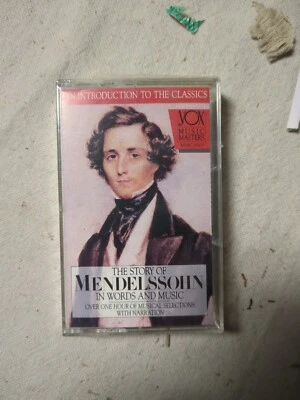 AN INTRODUCTION TO THE CLASSICS
VOX
MUSIC
MASTERS
THE STORY OF
MENDELSSOHN
IN WORDS AND MUSIC
OVER ONE HOUR OF MUSICAL SELECTIONS
WITH NARRATION